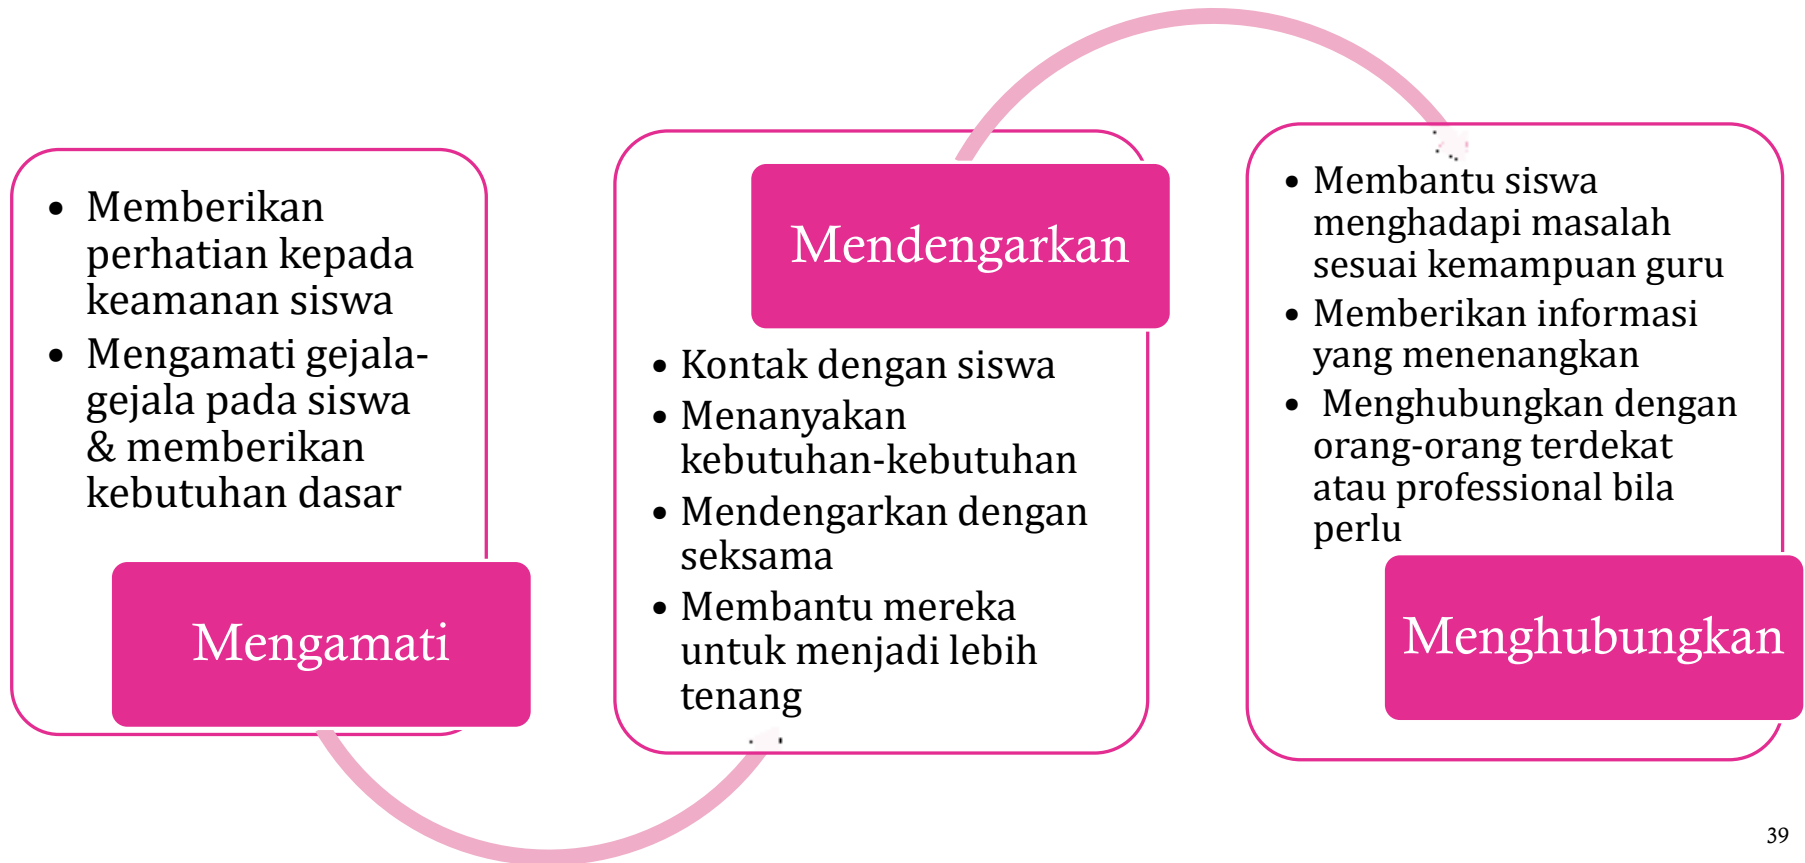 • Memberikan
perhatian kepada
keamanan siswa
• Mengamati gejala-
gejala pada siswa
& memberikan
kebutuhan dasar
Mengamati
Mendengarkan
• Kontak dengan siswa
• Menanyakan
kebutuhan-kebutuhan
• Mendengarkan dengan
seksama
• Membantu mereka
untuk menjadi lebih
tenang
• Membantu siswa
menghadapi masalah
sesuai kemampuan guru
• Memberikan informasi
yang menenangkan
• Menghubungkan dengan
orang-orang terdekat
atau professional bila
perlu
Menghubungkan
39